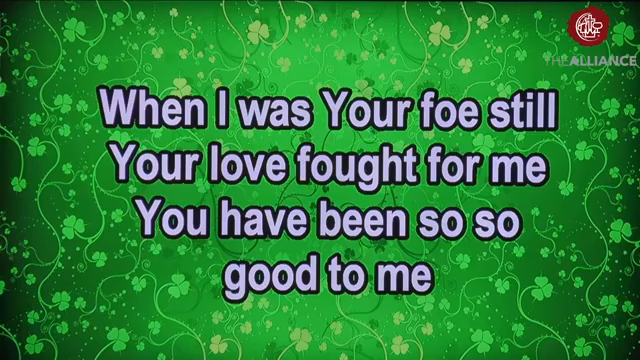 THE ALLIANCE
When I was Your foe still
Your love fought for me
You have been so so
good to me